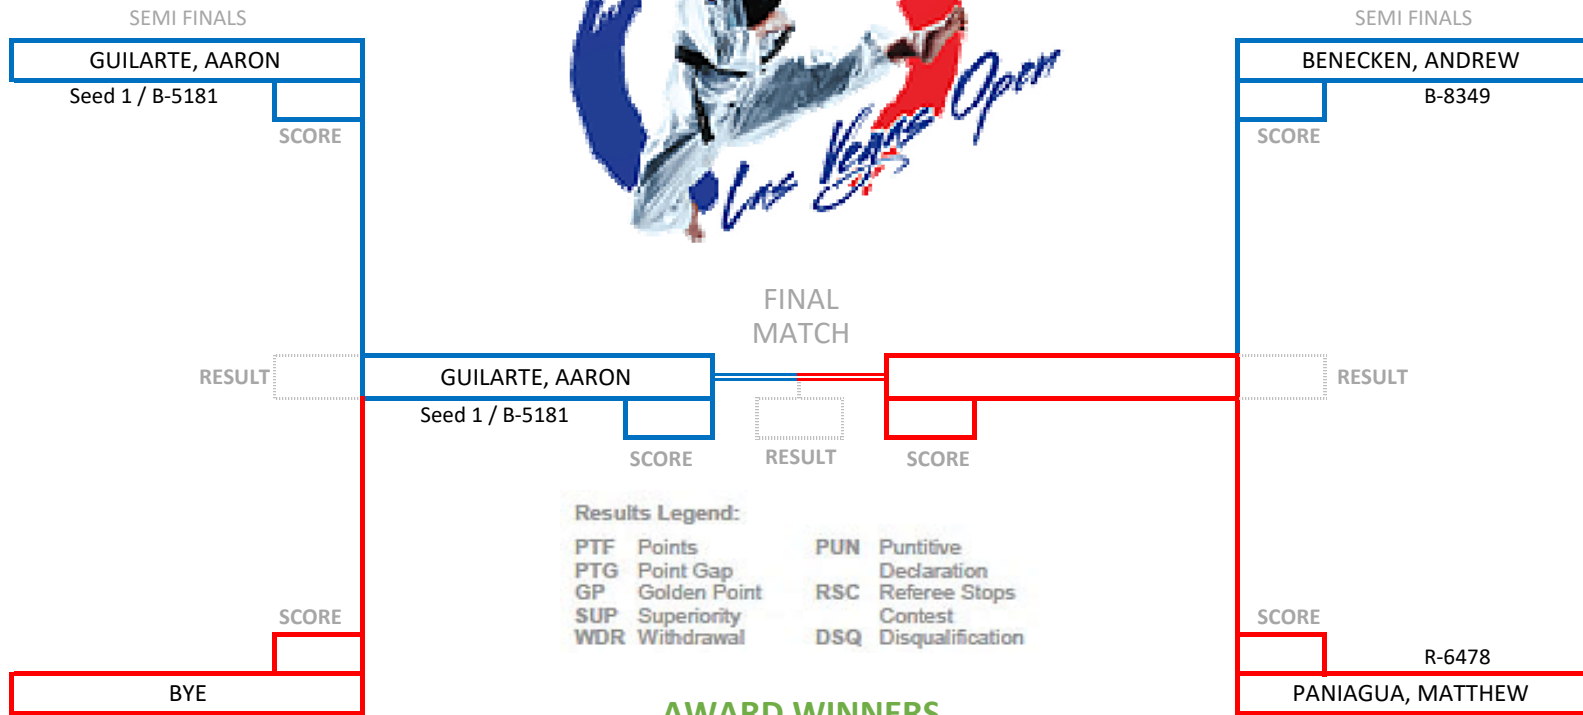 SEMI FINALS
SEMI FINALS
GUILARTE, AARON
BENECKEN, ANDREW
Seed 1 / B-5181
B-8349
SCORE
SCORE
Las Vegas Open
FINAL
MATCH
RESULT
GUILARTE, AARON
RESULT
Seed 1 / B-5181
SCORE
RESULT
SCORE
Results Legend:
PTF Points
PTG Point Gap
GP Golden Point
SUP Superiority
WDR Withdrawal
PUN Puntitive
Declaration
RSC Referee Stops
Contest
DSQ Disqualification
SCORE
SCORE
R-6478
BYE
PANIAGUA, MATTHEW
AWARD WINNERS